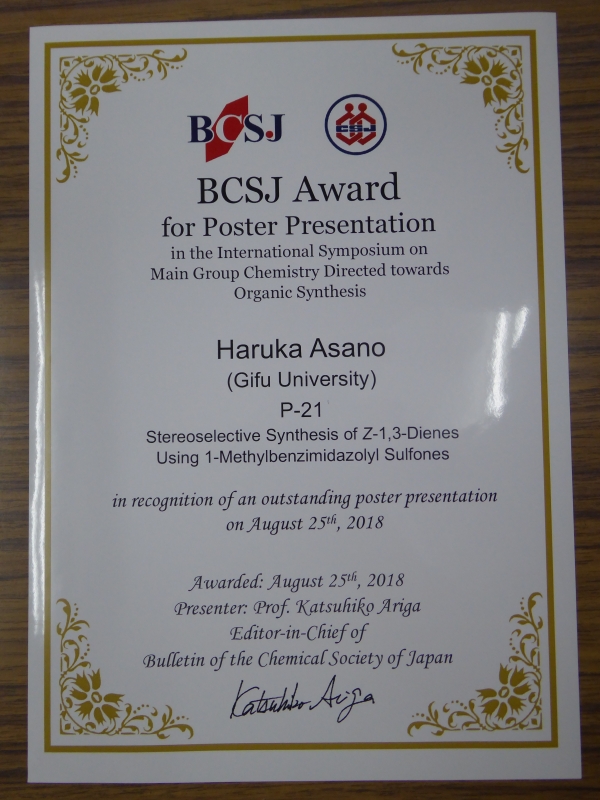 BCSJ
CSJ
BCSJ Award
for Poster Presentation
in the International Symposium on
Main Group Chemistry Directed towards
Organic Synthesis
Haruka Asano
(Gifu University)
P-21
Stereoselective Synthesis of Z-1,3-Dienes
Using 1-Methylbenzimidazolyl Sulfones
in recognition of an outstanding poster presentation
on August 25th, 2018
Awarded: August 25th, 2018
Presenter: Prof. Katsuhiko Ariga
Editor-in-Chief of
Bulletin of the Chemical Society of Japan
Katsuhiko Ariga